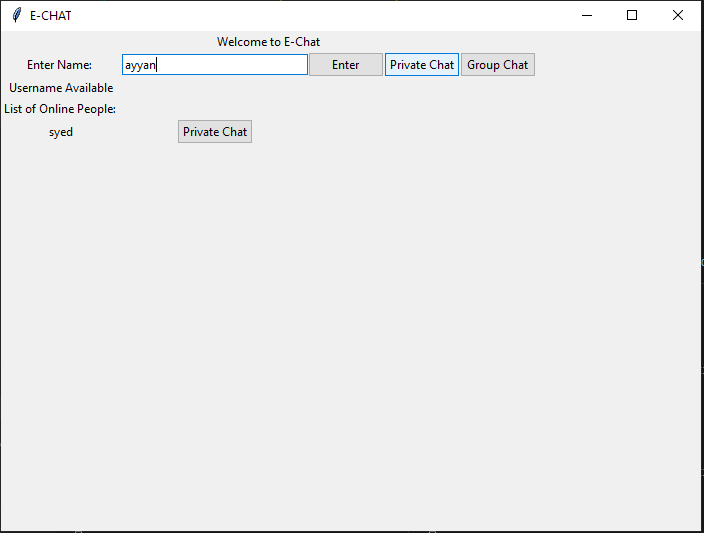 E-CHAT
Welcome to E-Chat
Enter Name: ayyan Enter Private Chat Group Chat
Username Available
List of Online People:
syed Private Chat